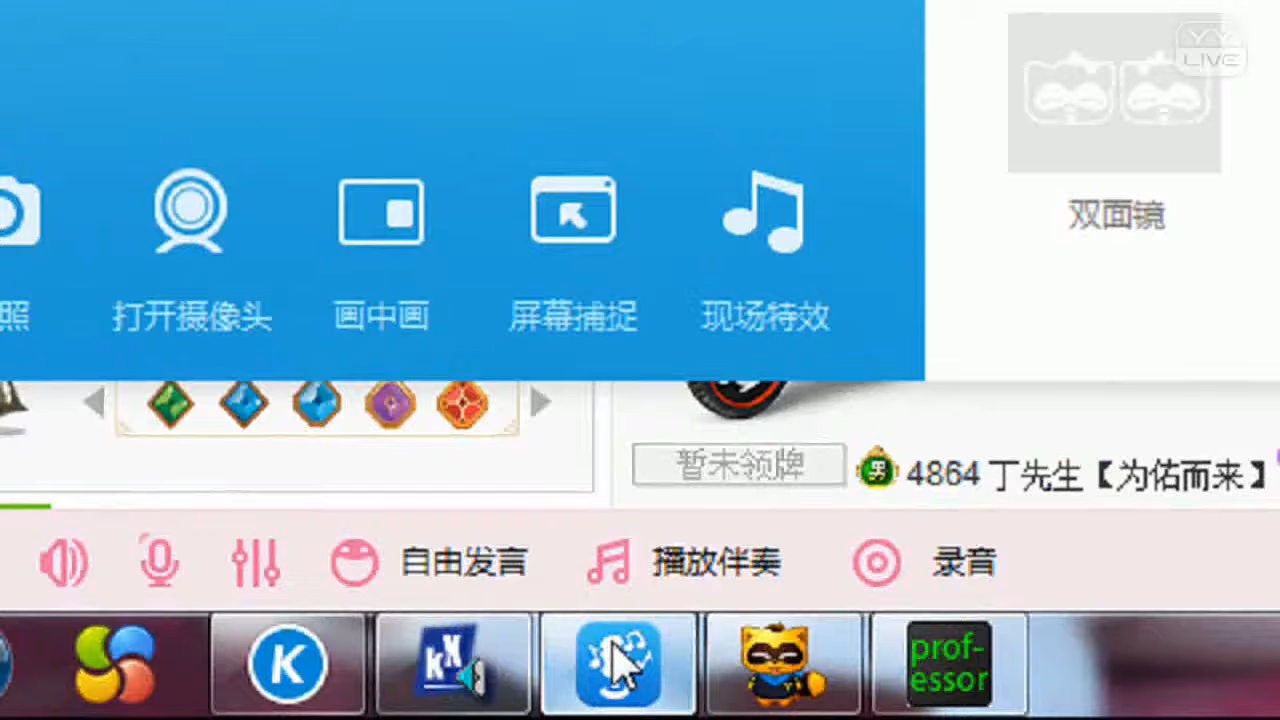 YY
LIVE
双面镜
照
打开摄像头
画中画
屏幕捕捉
现场特效
暂未领牌
男
4864 丁先生【为佑而来】
自由发言
播放伴奏
录音
K
kX
prof-
essor